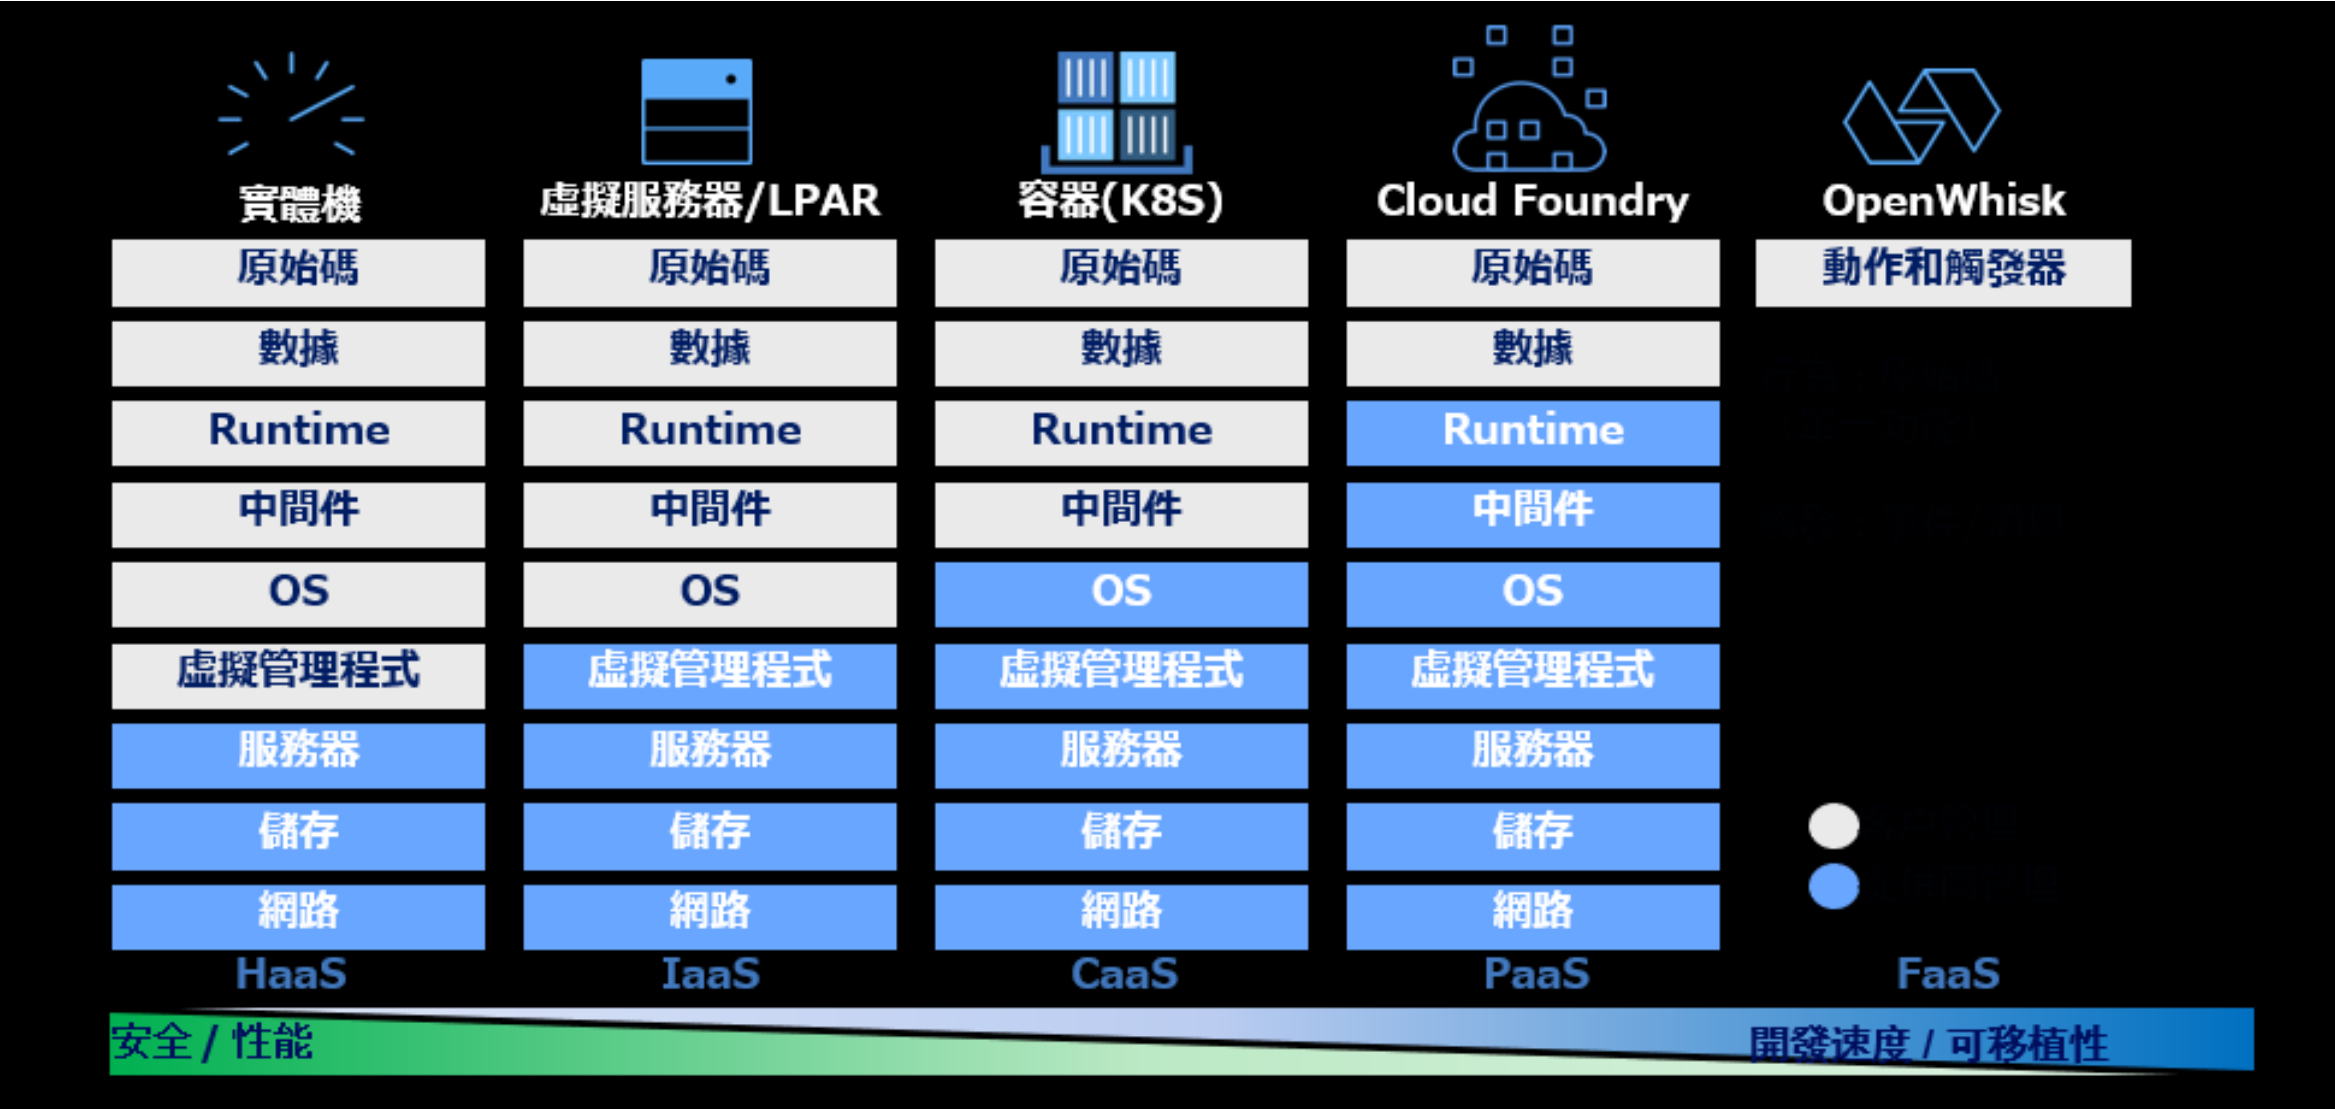 實體機
虛擬服務器/LPAR
容器(K8S)
Cloud Foundry
OpenWhisk
原始碼
原始碼
原始碼
原始碼
動作和觸發器
數據
數據
數據
數據
Runtime
Runtime
Runtime
Runtime
中間件
中間件
中間件
中間件
OS
OS
OS
OS
虛擬管理程式
虛擬管理程式
虛擬管理程式
虛擬管理程式
服務器
服務器
服務器
服務器
儲存
儲存
儲存
儲存
網路
網路
網路
網路
HaaS
IaaS
CaaS
PaaS
FaaS
安全 / 性能
開發速度 / 可移植性